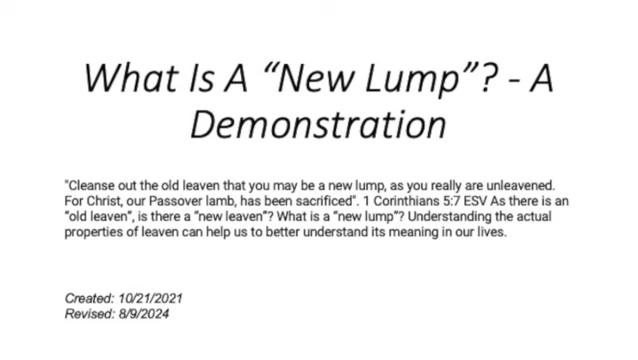 What Is A “New Lump”? - A
Demonstration
"Cleanse out the old leaven that you may be a new lump, as you really are unleavened.
For Christ, our Passover lamb, has been sacrificed". 1 Corinthians 5:7 ESV As there is an
“old leaven”, is there a “new leaven”? What is a “new lump”? Understanding the actual
properties of leaven can help us to better understand its meaning in our lives.
Created: 10/21/2021
Revised: 8/9/2024